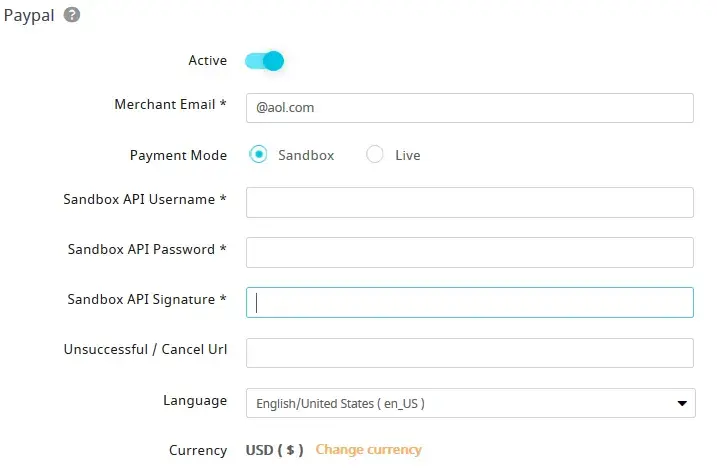 Paypal ?
Active
Merchant Email * @aol.com
Payment Mode Sandbox Live
Sandbox API Username *
Sandbox API Password *
Sandbox API Signature *
Unsuccessful / Cancel Url
Language English/United States ( en_US )
Currency USD ( $ ) Change currency